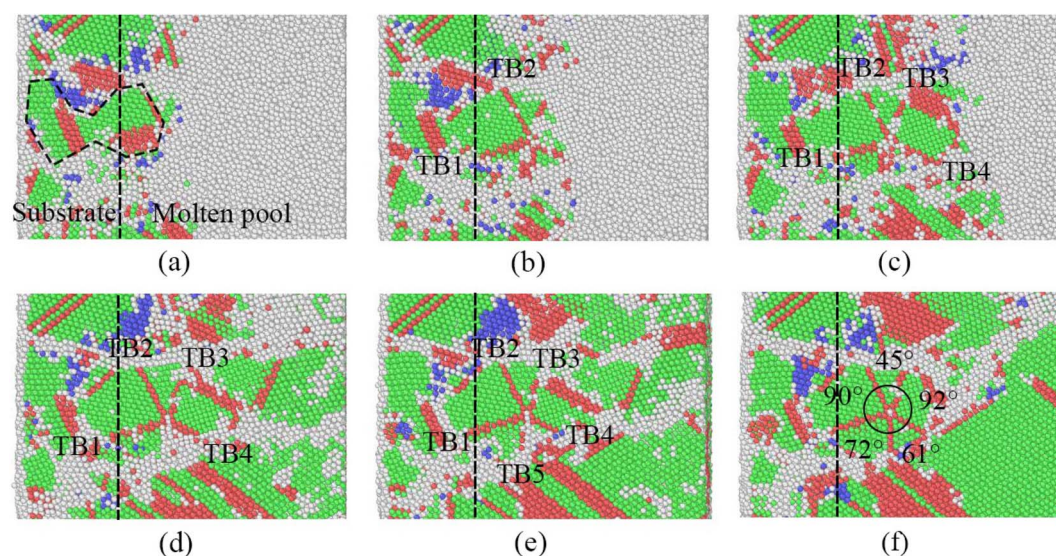 TB2
TB2
TB3
TB1
TB1
TB4
Substrate
Molten pool
(a)
(b)
(c)
TB2
TB3
TB2
TB3
45°
90°
92°
TB1
TB4
TB1
TB4
TB5
72°
61°
(d)
(e)
(f)